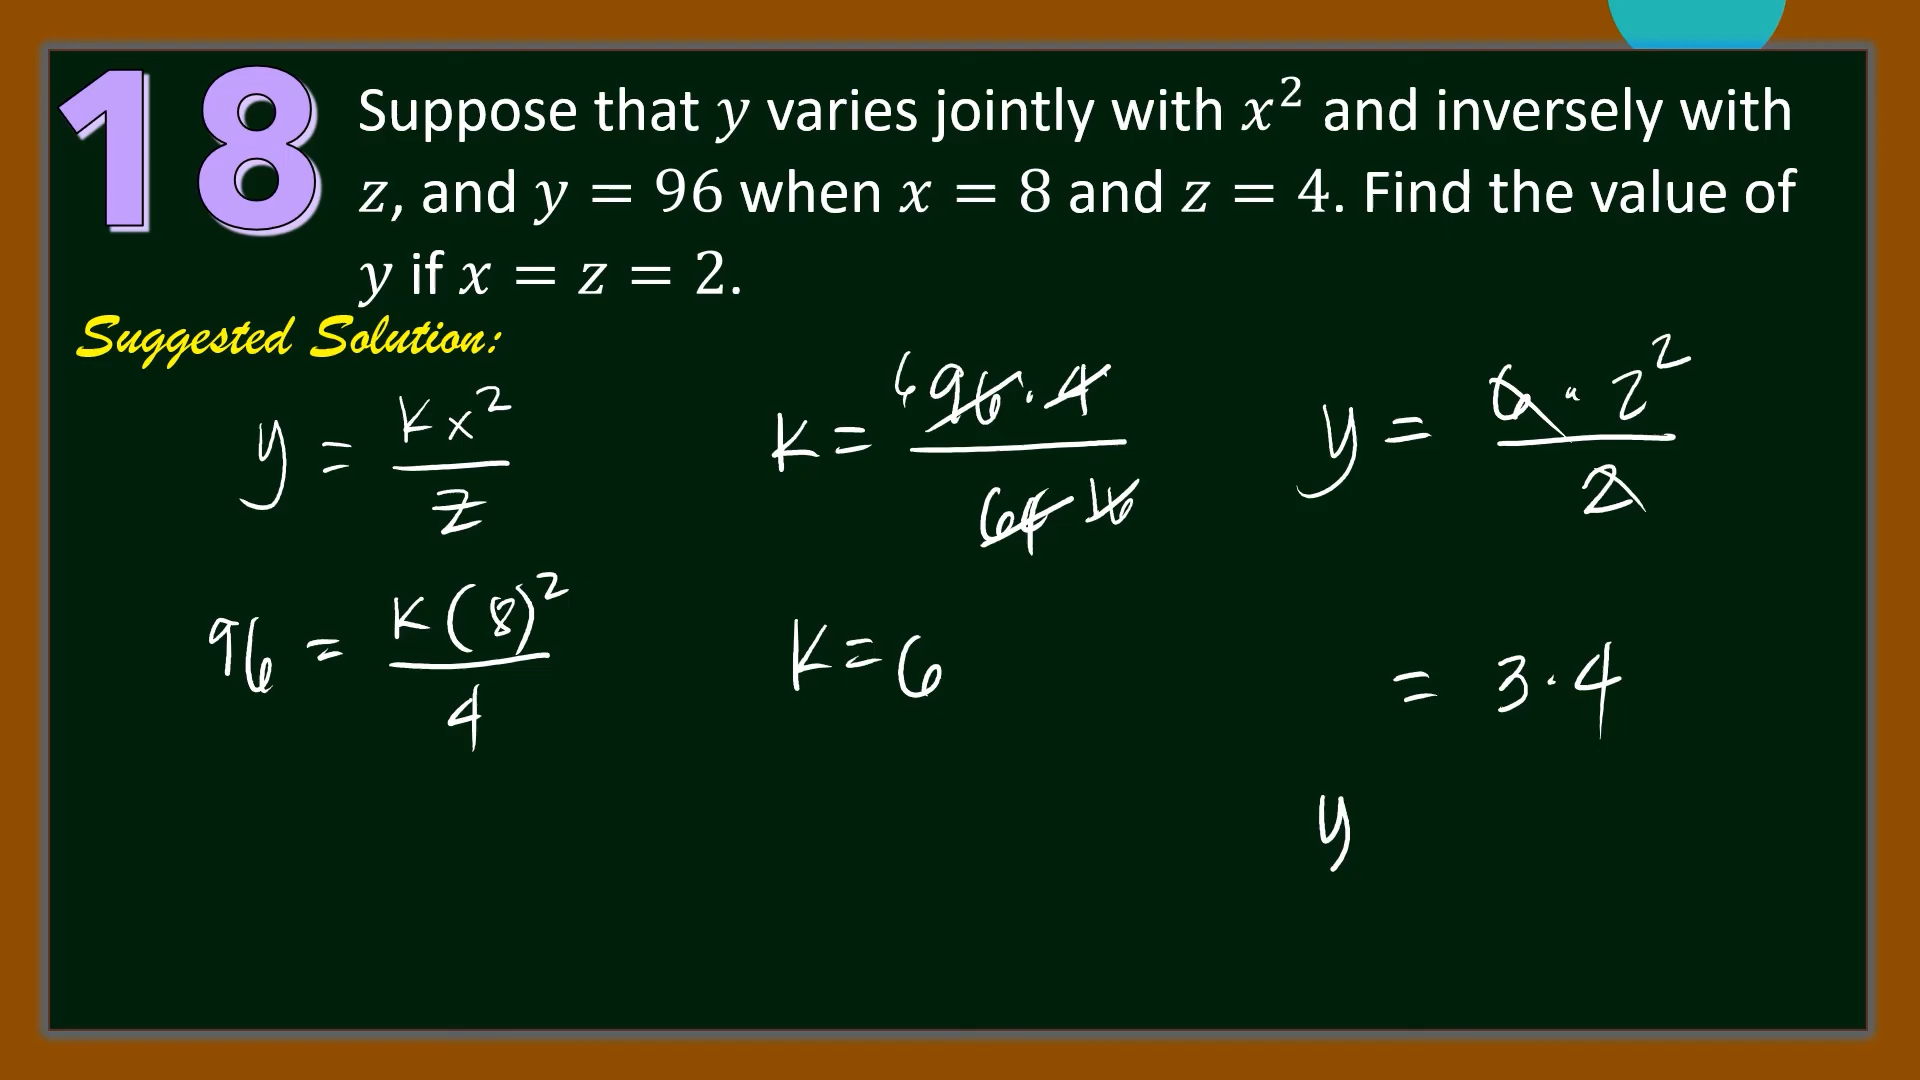 18
Suppose that y varies jointly with x² and inversely with
z, and y = 96 when x = 8 and z = 4. Find the value of
y if x = z = 2.
Suggested Solution:
y = kx² / z
96 = k(8)² / 4
k = 6 96 · 4 / 64 16
k = 6
y = 6 · 2² / 2
= 3 · 4
y